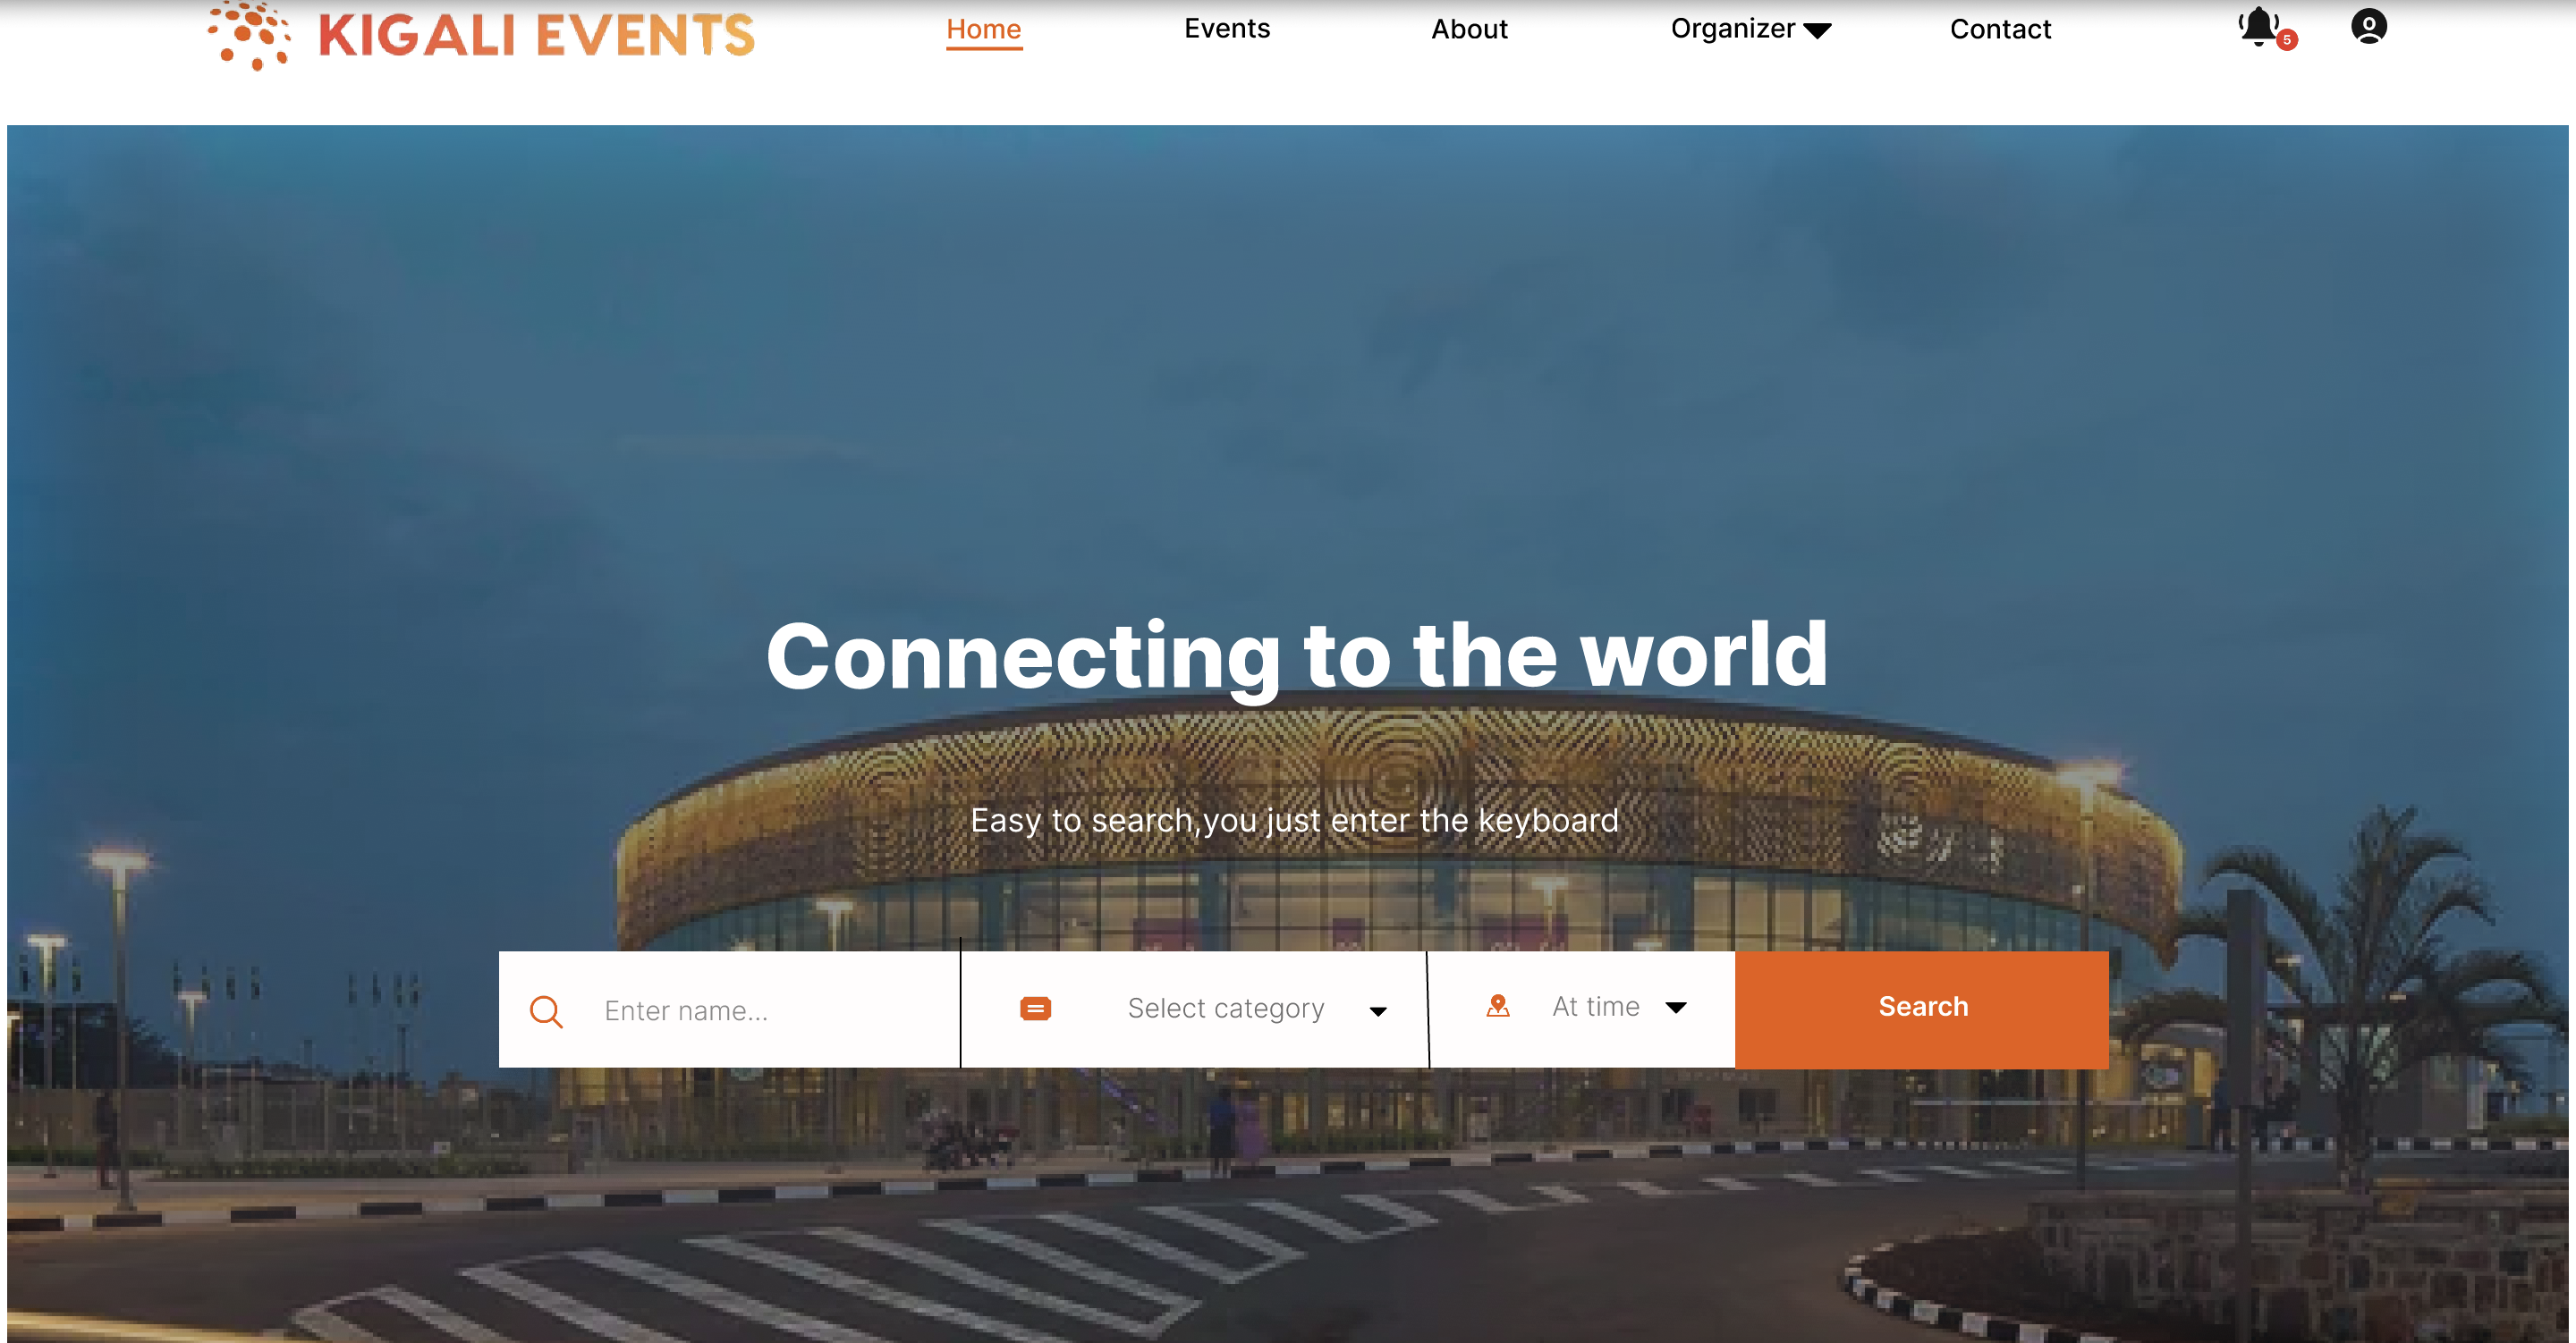 KIGALI EVENTS
Home
Events
About
Organizer
Contact
5
Connecting to the world
Easy to search,you just enter the keyboard
Enter name...
Select category
At time
Search